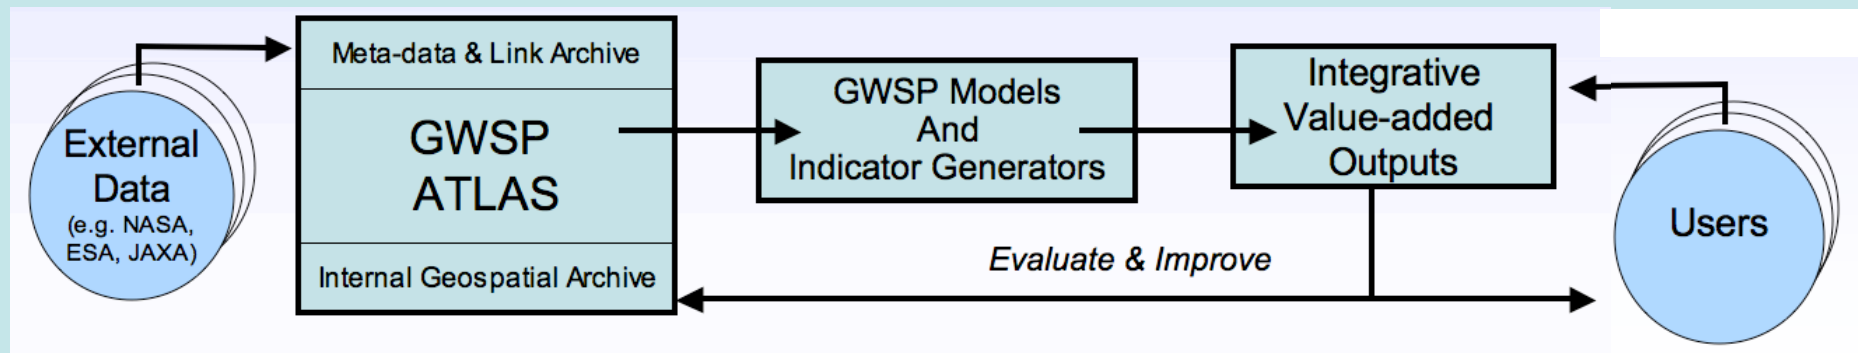 External
Data
(e.g. NASA,
ESA, JAXA)
Meta-data & Link Archive
GWSP
ATLAS
Internal Geospatial Archive
GWSP Models
And
Indicator Generators
Integrative
Value-added
Outputs
Evaluate & Improve
Users